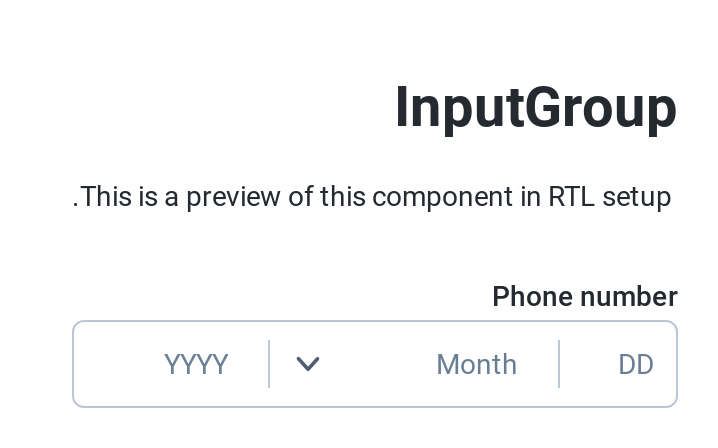 InputGroup
.This is a preview of this component in RTL setup
Phone number
DD Month YYYY